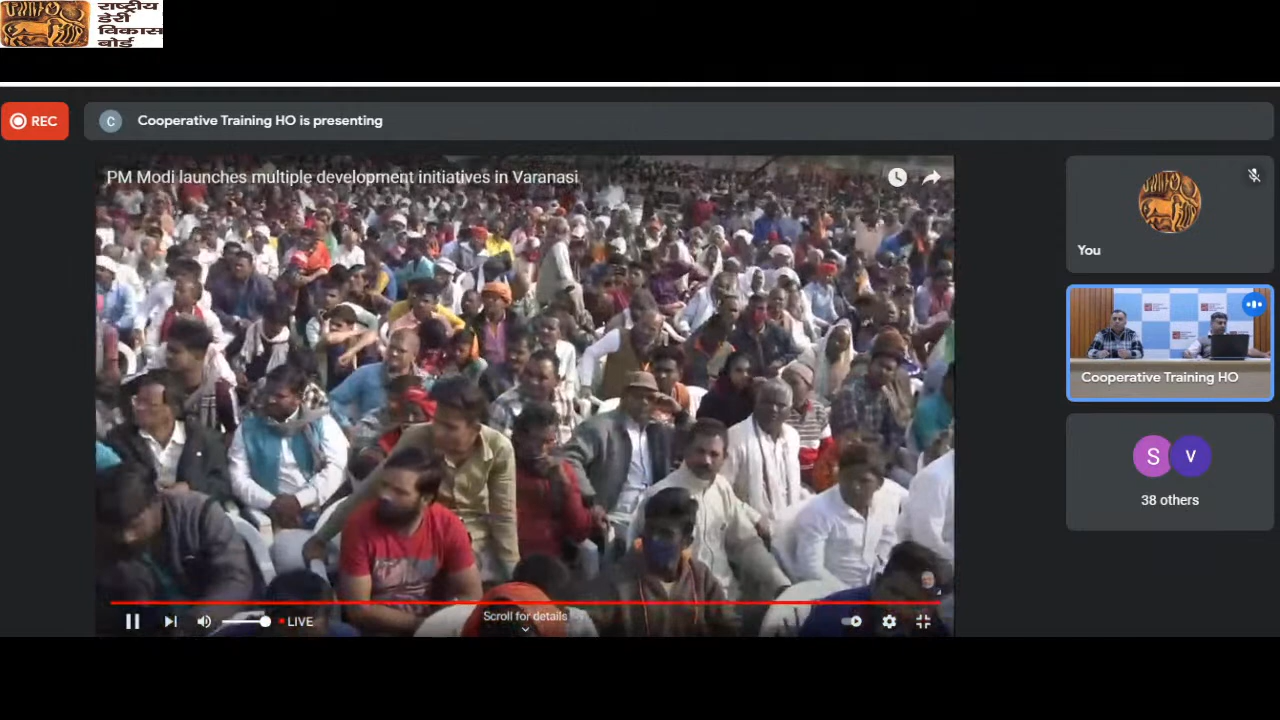 राष्ट्रीय
डेरी
विकास
बोर्ड
REC
C
Cooperative Training HO is presenting
PM Modi launches multiple development initiatives in Varanasi
You
Cooperative Training HO
S
V
38 others
LIVE
Scroll for details